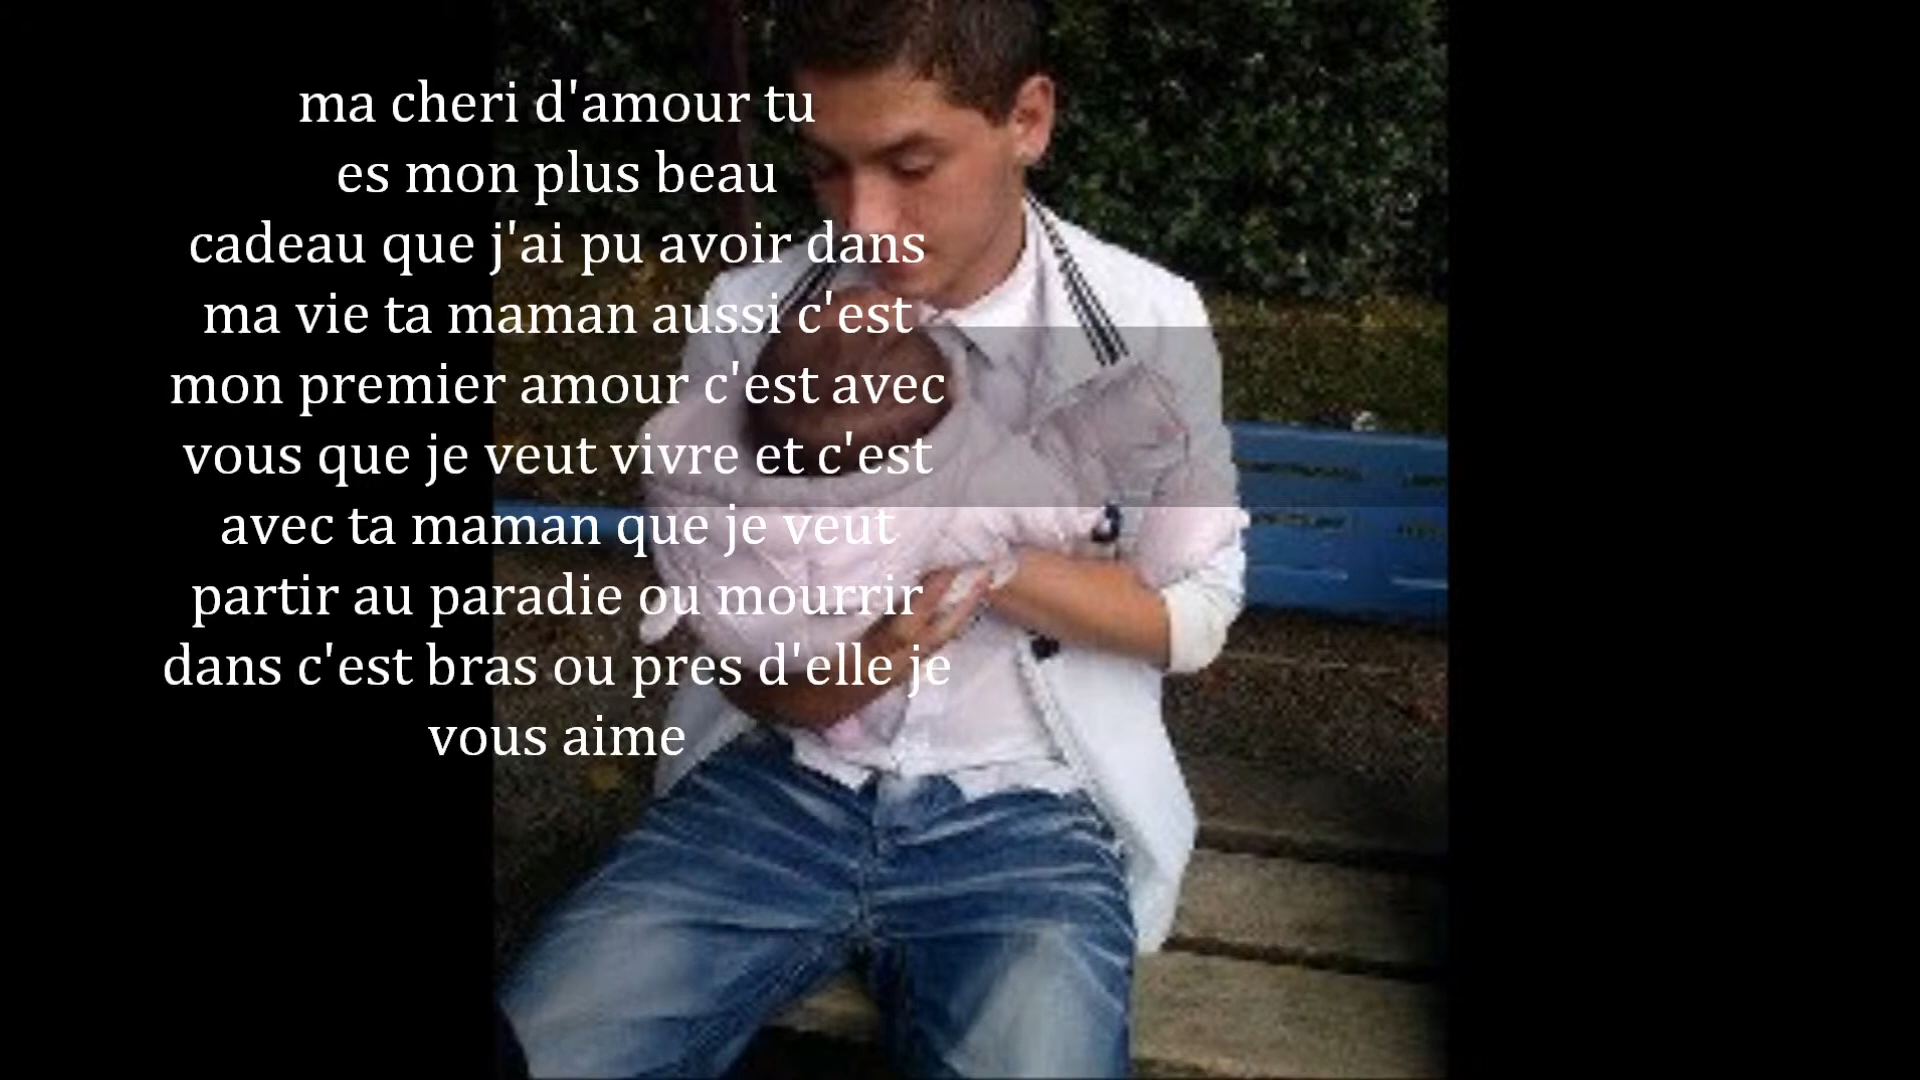 ma cheri d'amour tu
es mon plus beau
cadeau que j'ai pu avoir dans
ma vie ta maman aussi c'est
mon premier amour c'est avec
vous que je veut vivre et c'est
avec ta maman que je veut
partir au paradie ou mourrir
dans c'est bras ou pres d'elle je
vous aime